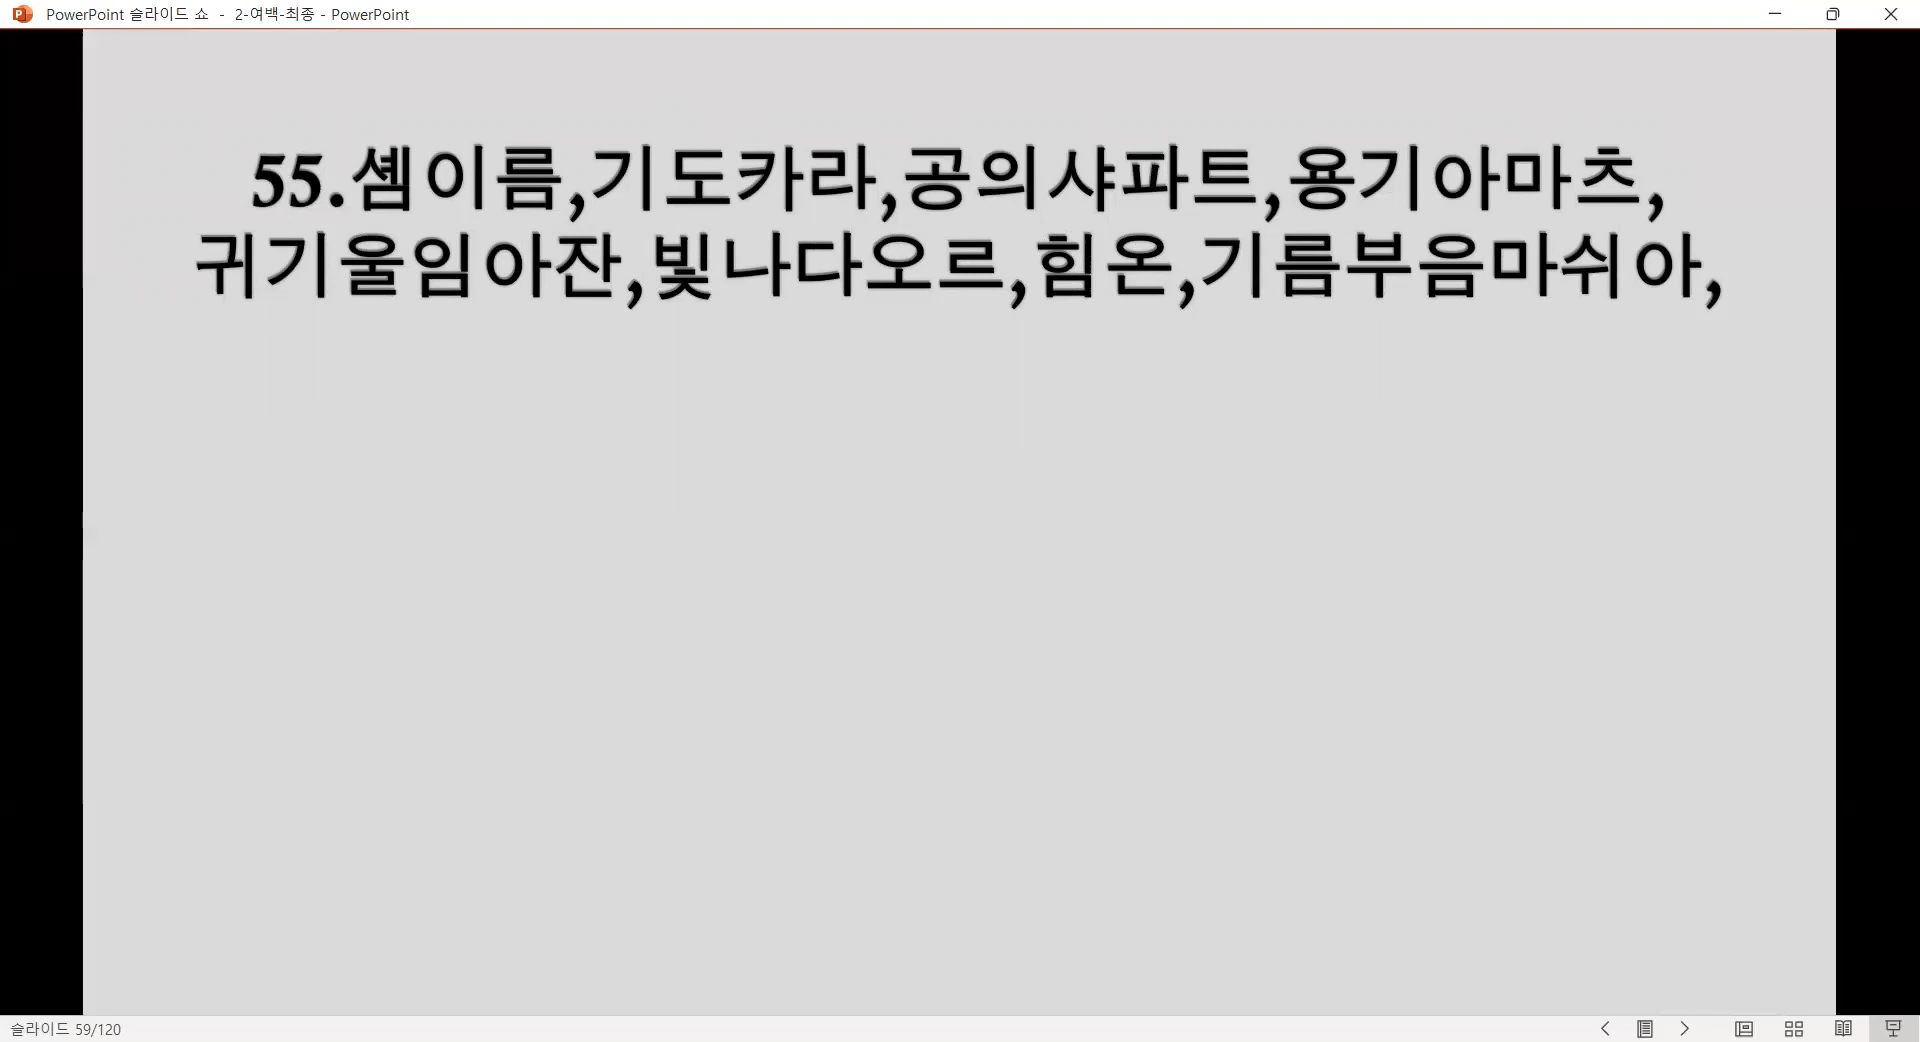 PowerPoint 슬라이드 쇼 - 2-여백-최종 - PowerPoint
55.솀이름,기도카라,공의샤파트,용기아마츠,
귀기울임아잔,빛나다오르,힘온,기름부음마쉬아,
슬라이드 59/120